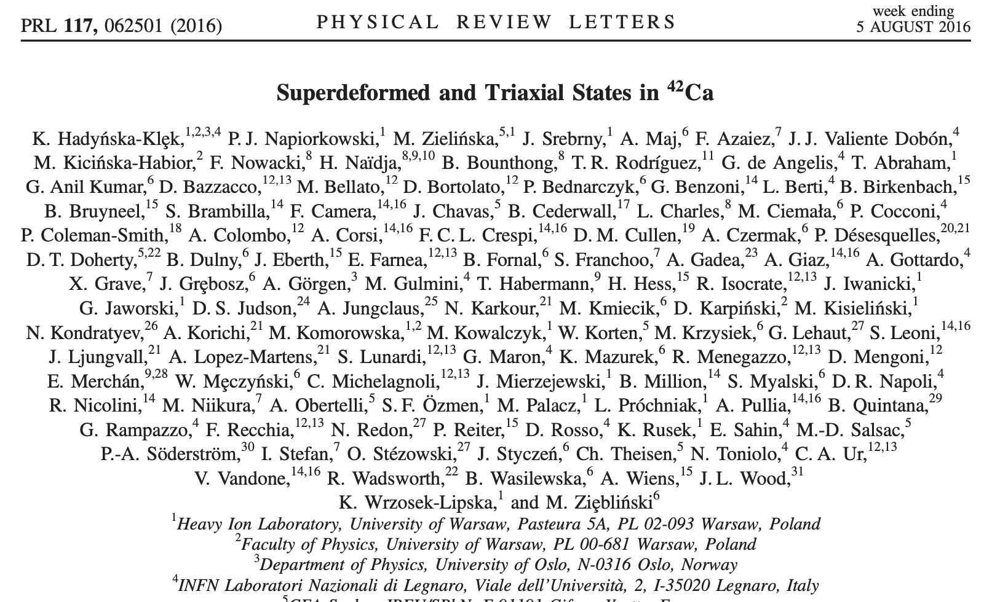 PRL 117, 062501 (2016)
PHYSICAL REVIEW LETTERS
week ending
5 AUGUST 2016
Superdeformed and Triaxial States in ⁴²Ca
K. Hadyńska-Klęk,¹,²,³,⁴ P. J. Napiorkowski,¹ M. Zielińska,⁵,¹ J. Srebrny,¹ A. Maj,⁶ F. Azaiez,⁷ J. J. Valiente Dobón,⁴
M. Kicińska-Habior,² F. Nowacki,⁸ H. Naïdja,⁸,⁹,¹⁰ B. Bounthong,⁸ T. R. Rodríguez,¹¹ G. de Angelis,⁴ T. Abraham,¹
G. Anil Kumar,⁶ D. Bazzacco,¹²,¹³ M. Bellato,¹² D. Bortolato,¹² P. Bednarczyk,⁶ G. Benzoni,¹⁴ L. Berti,⁴ B. Birkenbach,¹⁵
B. Bruyneel,¹⁵ S. Brambilla,¹⁴ F. Camera,¹⁴,¹⁶ J. Chavas,⁵ B. Cederwall,¹⁷ L. Charles,⁸ M. Ciemała,⁶ P. Cocconi,⁴
P. Coleman-Smith,¹⁸ A. Colombo,¹² A. Corsi,¹⁴,¹⁶ F. C. L. Crespi,¹⁴,¹⁶ D. M. Cullen,¹⁹ A. Czermak,⁶ P. Désesquelles,²⁰,²¹
D. T. Doherty,⁵,²² B. Dulny,⁶ J. Eberth,¹⁵ E. Farnea,¹²,¹³ B. Fornal,⁶ S. Franchoo,⁷ A. Gadea,²³ A. Giaz,¹⁴,¹⁶ A. Gottardo,⁴
X. Grave,⁷ J. Grębosz,⁶ A. Görgen,³ M. Gulmini,⁴ T. Habermann,⁹ H. Hess,¹⁵ R. Isocrate,¹²,¹³ J. Iwanicki,¹
G. Jaworski,¹ D. S. Judson,²⁴ A. Jungclaus,²⁵ N. Karkour,²¹ M. Kmiecik,⁶ D. Karpiński,² M. Kisieliński,¹
N. Kondratyev,²⁶ A. Korichi,²¹ M. Komorowska,¹,² M. Kowalczyk,¹ W. Korten,⁵ M. Krzysiek,⁶ G. Lehaut,²⁷ S. Leoni,¹⁴,¹⁶
J. Ljungvall,²¹ A. Lopez-Martens,²¹ S. Lunardi,¹²,¹³ G. Maron,⁴ K. Mazurek,⁶ R. Menegazzo,¹²,¹³ D. Mengoni,¹²
E. Merchán,⁹,²⁸ W. Męczyński,⁶ C. Michelagnoli,¹²,¹³ J. Mierzejewski,¹ B. Million,¹⁴ S. Myalski,⁶ D. R. Napoli,⁴
R. Nicolini,¹⁴ M. Niikura,⁷ A. Obertelli,⁵ S. F. Özmen,¹ M. Palacz,¹ L. Próchniak,¹ A. Pullia,¹⁴,¹⁶ B. Quintana,²⁹
G. Rampazzo,⁴ F. Recchia,¹²,¹³ N. Redon,²⁷ P. Reiter,¹⁵ D. Rosso,⁴ K. Rusek,¹ E. Sahin,⁴ M.-D. Salsac,⁵
P.-A. Söderström,³⁰ I. Stefan,⁷ O. Stézowski,²⁷ J. Styczeń,⁶ Ch. Theisen,⁵ N. Toniolo,⁴ C. A. Ur,¹²,¹³
V. Vandone,¹⁴,¹⁶ R. Wadsworth,²² B. Wasilewska,⁶ A. Wiens,¹⁵ J. L. Wood,³¹
K. Wrzosek-Lipska,¹ and M. Ziębliński⁶
¹Heavy Ion Laboratory, University of Warsaw, Pasteura 5A, PL 02-093 Warsaw, Poland
²Faculty of Physics, University of Warsaw, PL 00-681 Warsaw, Poland
³Department of Physics, University of Oslo, N-0316 Oslo, Norway
⁴INFN Laboratori Nazionali di Legnaro, Viale dell'Università, 2, I-35020 Legnaro, Italy